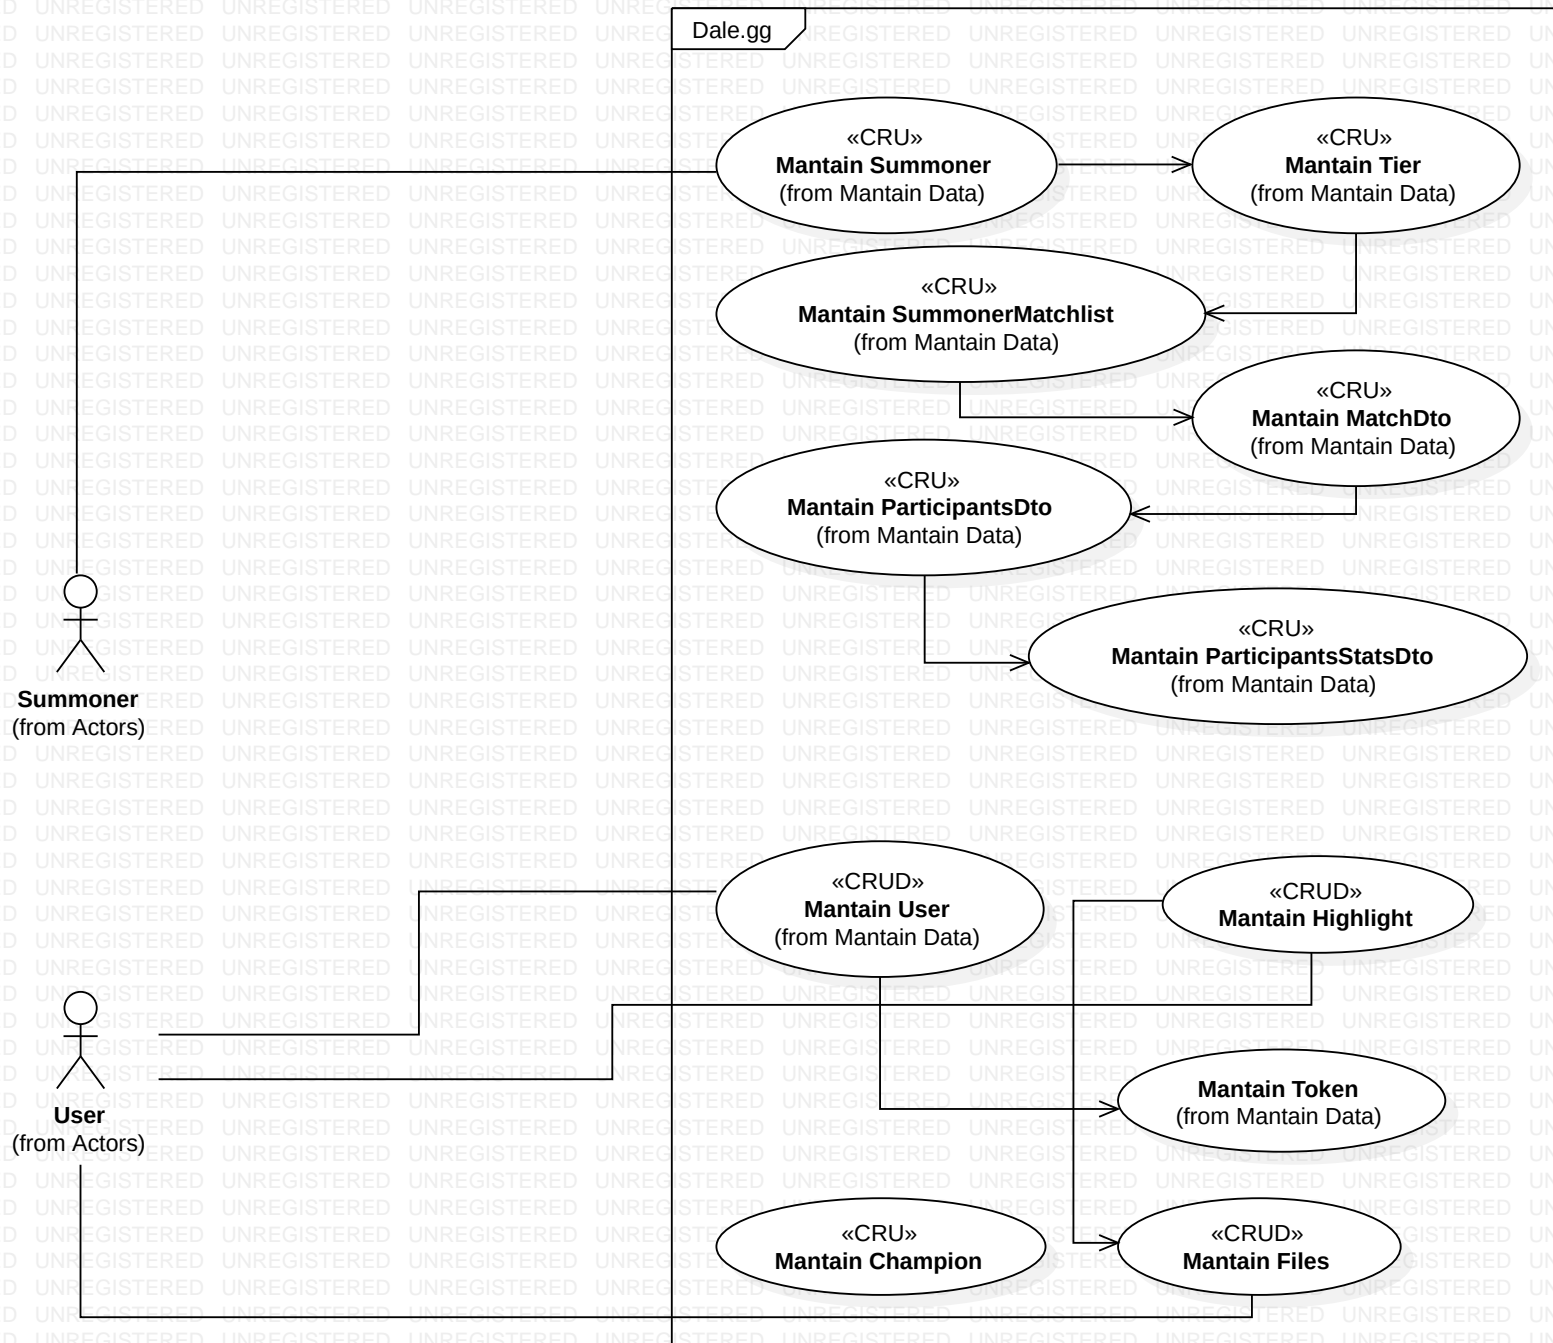 Dale.gg
«CRU»
Mantain Summoner
(from Mantain Data)
«CRU»
Mantain Tier
(from Mantain Data)
«CRU»
Mantain SummonerMatchlist
(from Mantain Data)
«CRU»
Mantain MatchDto
(from Mantain Data)
«CRU»
Mantain ParticipantsDto
(from Mantain Data)
«CRU»
Mantain ParticipantsStatsDto
(from Mantain Data)
Summoner
(from Actors)
«CRUD»
Mantain User
(from Mantain Data)
«CRUD»
Mantain Highlight
User
(from Actors)
Mantain Token
(from Mantain Data)
«CRU»
Mantain Champion
«CRUD»
Mantain Files
UNREGISTERED